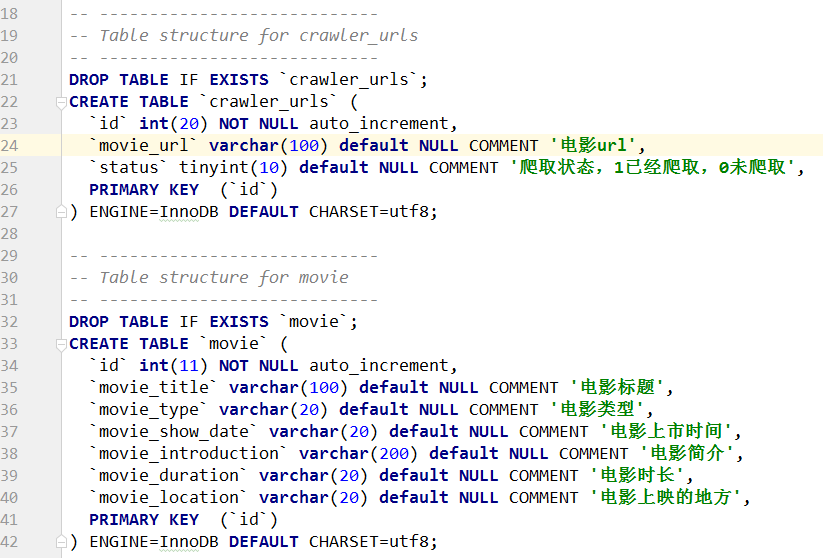 18 -- ----------------------------
19 -- Table structure for crawler_urls
20 -- ----------------------------
21 DROP TABLE IF EXISTS `crawler_urls`;
22 CREATE TABLE `crawler_urls` (
23   `id` int(20) NOT NULL auto_increment,
24   `movie_url` varchar(100) default NULL COMMENT '电影url',
25   `status` tinyint(10) default NULL COMMENT '爬取状态，1已经爬取，0未爬取',
26   PRIMARY KEY  (`id`)
27 ) ENGINE=InnoDB DEFAULT CHARSET=utf8;
28
29 -- ----------------------------
30 -- Table structure for movie
31 -- ----------------------------
32 DROP TABLE IF EXISTS `movie`;
33 CREATE TABLE `movie` (
34   `id` int(11) NOT NULL auto_increment,
35   `movie_title` varchar(100) default NULL COMMENT '电影标题',
36   `movie_type` varchar(20) default NULL COMMENT '电影类型',
37   `movie_show_date` varchar(20) default NULL COMMENT '电影上市时间',
38   `movie_introduction` varchar(200) default NULL COMMENT '电影简介',
39   `movie_duration` varchar(20) default NULL COMMENT '电影时长',
40   `movie_location` varchar(20) default NULL COMMENT '电影上映的地方',
41   PRIMARY KEY  (`id`)
42 ) ENGINE=InnoDB DEFAULT CHARSET=utf8;